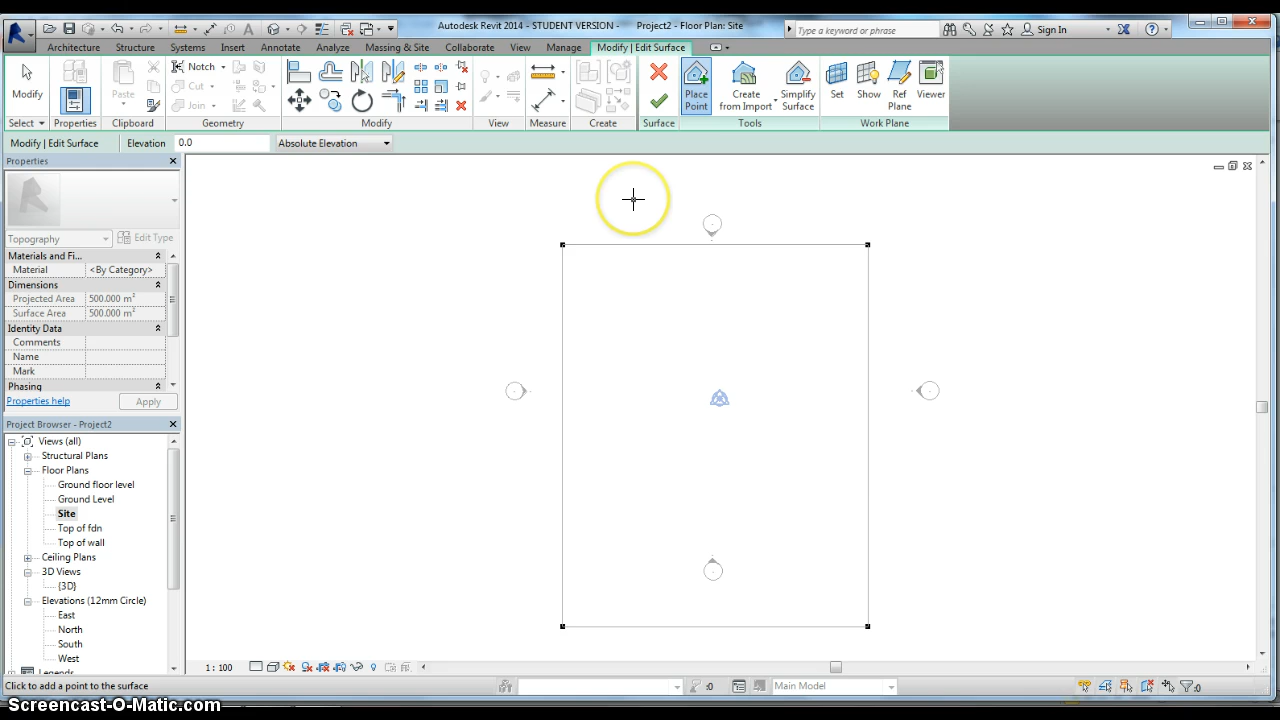 Autodesk Revit 2014 - STUDENT VERSION - Project2 - Floor Plan: Site
Type a keyword or phrase
Sign In
Architecture Structure Systems Insert Annotate Analyze Massing & Site Collaborate View Manage Modify | Edit Surface
Notch
Cut
Join
Modify
Paste
Place Point
Create from Import
Simplify Surface
Set
Show
Ref Plane
Viewer
Select Properties Clipboard Geometry Modify View Measure Create Surface Tools Work Plane
Modify | Edit Surface Elevation 0.0 Absolute Elevation
Properties
Topography Edit Type
Materials and Fi...
Material <By Category>
Dimensions
Projected Area 500.000 m²
Surface Area 500.000 m²
Identity Data
Comments
Name
Mark
Phasing
Properties help Apply
Project Browser - Project2
Views (all)
Structural Plans
Floor Plans
Ground floor level
Ground Level
Site
Top of fdn
Top of wall
Ceiling Plans
3D Views
{3D}
Elevations (12mm Circle)
East
North
South
West
Legends
1 : 100
Click to add a point to the surface
:0
Main Model
:0
Screencast-O-Matic.com